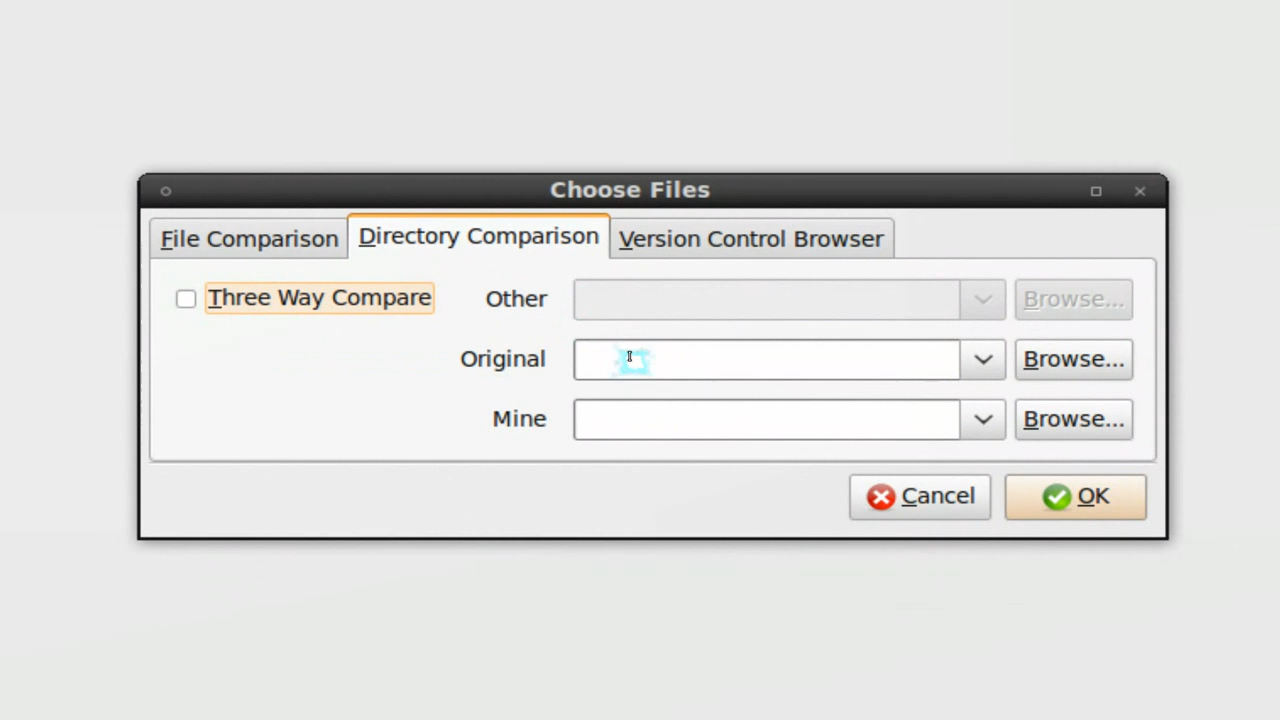 Choose Files
File Comparison Directory Comparison Version Control Browser
Three Way Compare Other Browse...
Original Browse...
Mine Browse...
Cancel OK